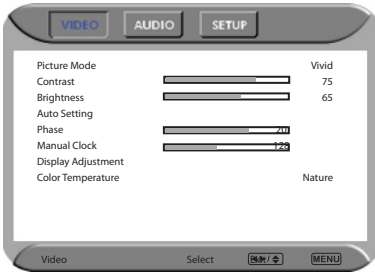 VIDEO AUDIO SETUP
Picture Mode Vivid
Contrast 75
Brightness 65
Auto Setting
Phase 20
Manual Clock 128
Display Adjustment
Color Temperature Nature
Video Select MENU